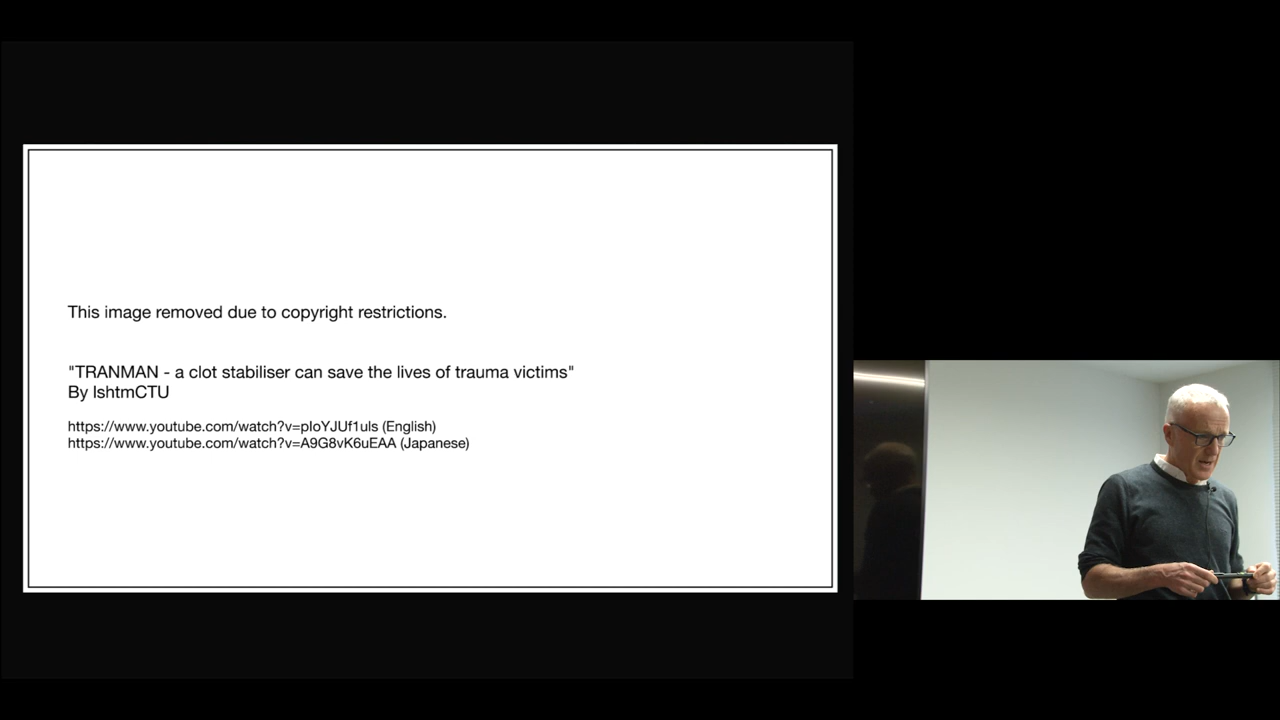 This image removed due to copyright restrictions.
"TRANMAN - a clot stabiliser can save the lives of trauma victims"
By lshtmCTU
https://www.youtube.com/watch?v=pIoYJUf1uls (English)
https://www.youtube.com/watch?v=A9G8vK6uEAA (Japanese)